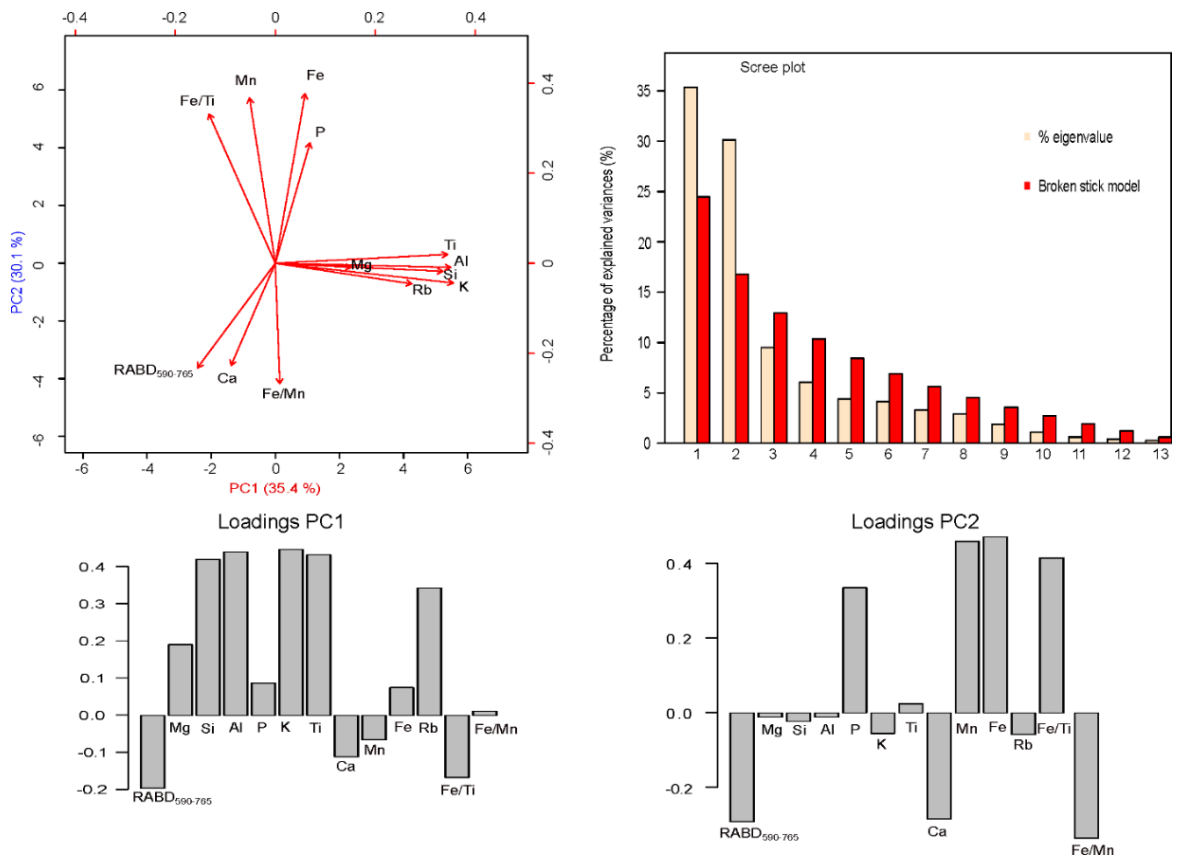 -0.4 -0.2 0 0.2 0.4
6 4 2 0 -2 -4 -6
0.4 0.2 0 -0.2 -0.4
Fe
Mn
Fe/Ti
P
Ti
Mg Al
Si
Rb K
RABD590-765
Ca
Fe/Mn
PC2 (30.1 %)
-6 -4 -2 0 2 4 6
PC1 (35.4 %)
Scree plot
35
30
25
20
15
10
5
0
% eigenvalue
Broken stick model
Percentage of explained variances (%)
1 2 3 4 5 6 7 8 9 10 11 12 13
Loadings PC1
0.4
0.3
0.2
0.1
0.0
-0.1
-0.2
Mg Si Al P K Ti Fe Rb Fe/Mn
Ca Mn
Fe/Ti
RABD590-765
Loadings PC2
0.4
0.2
0.0
-0.2
Mg Si Al P K Ti Mn Fe Rb Fe/Ti
RABD590-765 Ca
Fe/Mn